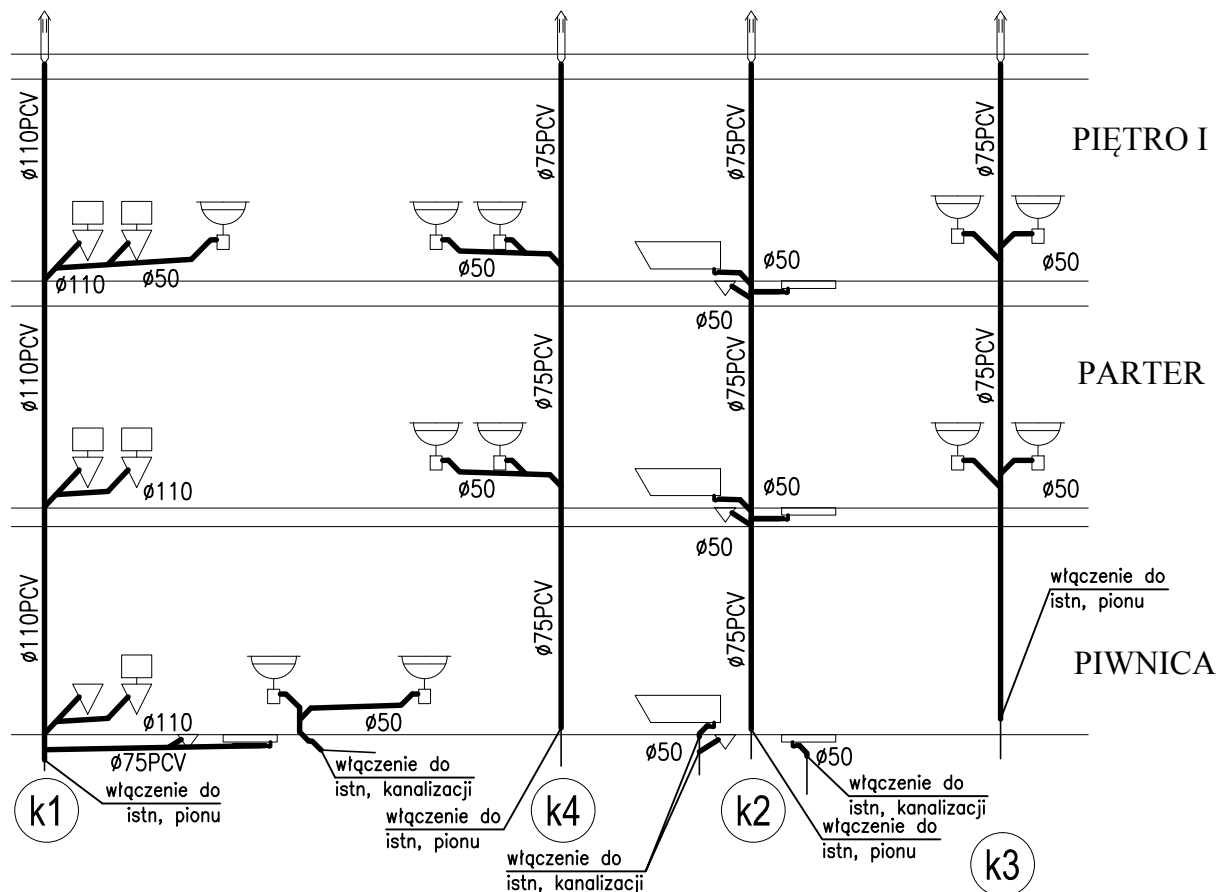 ø110PCV
ø75PCV
ø75PCV
ø75PCV
PIĘTRO I
ø110
ø50
ø50
ø50
ø50
ø50
ø110PCV
ø75PCV
ø75PCV
ø75PCV
PARTER
ø110
ø50
ø50
ø50
ø50
ø110PCV
ø75PCV
ø75PCV
włączenie do
istn, pionu
PIWNICA
ø110
ø50
ø75PCV
ø50
ø50
włączenie do
istn, pionu
włączenie do
istn, kanalizacji
włączenie do
istn, pionu
włączenie do
istn, kanalizacji
włączenie do
istn, kanalizacji
włączenie do
istn, pionu
k1
k4
k2
k3